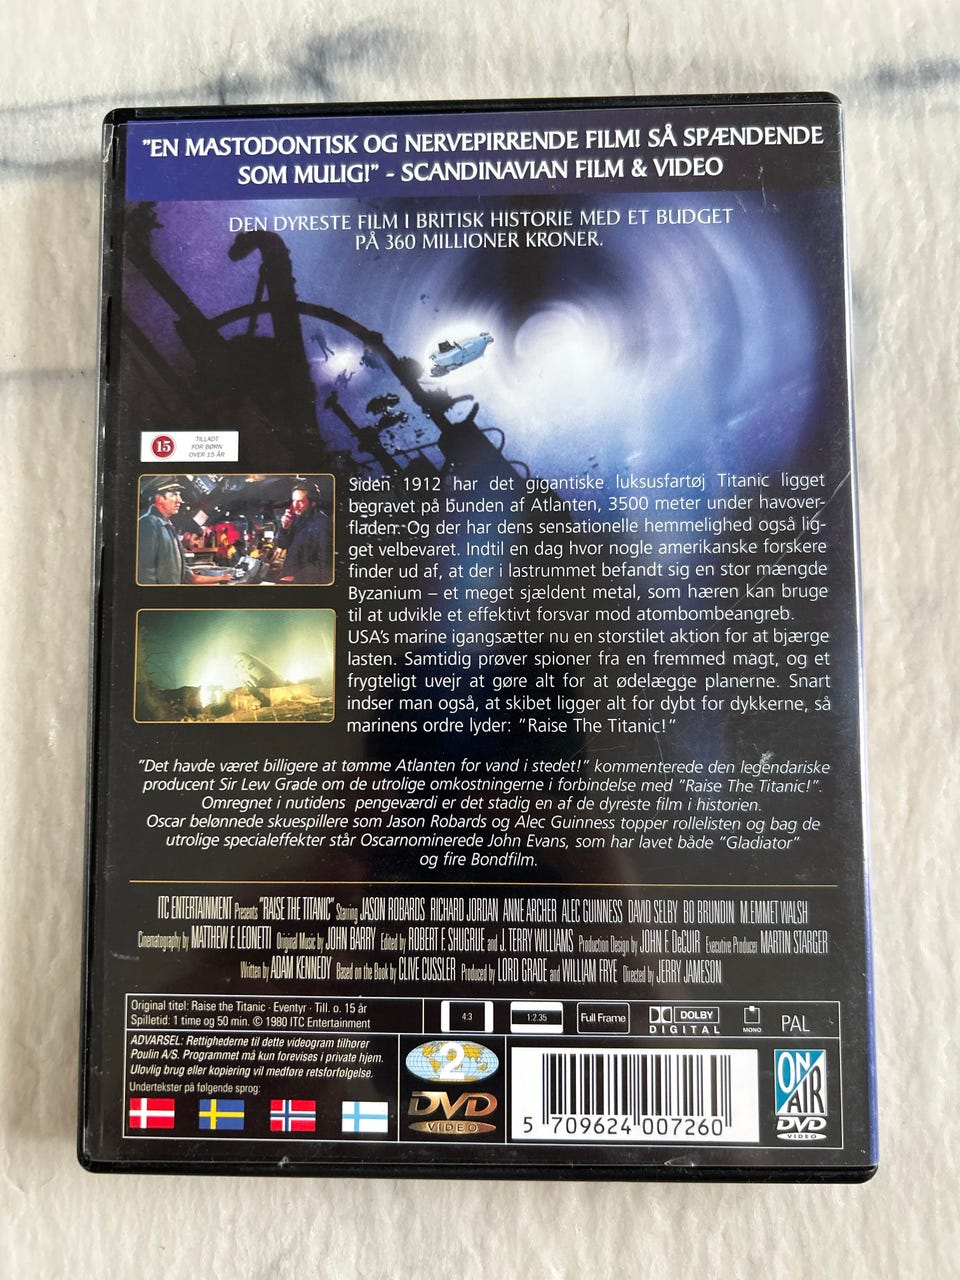 "EN MASTODONTISK OG NERVEPIRRENDE FILM! SÅ SPÆNDENDE
SOM MULIG!" - SCANDINAVIAN FILM & VIDEO
DEN DYRESTE FILM I BRITISK HISTORIE MED ET BUDGET
PÅ 360 MILLIONER KRONER.
15
TILLADT
FOR BØRN
OVER 15 ÅR
Siden 1912 har det gigantiske luksusfartøj Titanic ligget
begravet på bunden af Atlanten, 3500 meter under havover-
fladen. Og der har dens sensationelle hemmelighed også lig-
get velbevaret. Indtil en dag hvor nogle amerikanske forskere
finder ud af, at der i lastrummet befandt sig en stor mængde
Byzanium – et meget sjældent metal, som hæren kan bruge
til at udvikle et effektivt forsvar mod atombombeangreb.
USA's marine igangsætter nu en storstilet aktion for at bjærge
lasten. Samtidig prøver spioner fra en fremmed magt, og et
frygteligt uvejr at gøre alt for at ødelægge planerne. Snart
indser man også, at skibet ligger alt for dybt for dykkerne, så
marinens ordre lyder: "Raise The Titanic!"
"Det havde været billigere at tømme Atlanten for vand i stedet!" kommenterede den legendariske
producent Sir Lew Grade om de utrolige omkostningerne i forbindelse med "Raise The Titanic!".
Omregnet i nutidens pengeværdi er det stadig en af de dyreste film i historien.
Oscar belønnede skuespillere som Jason Robards og Alec Guinness topper rollelisten og bag de
utrolige specialeffekter står Oscarnominerede John Evans, som har lavet både "Gladiator"
og fire Bondfilm.
ITC ENTERTAINMENT Presents "RAISE THE TITANIC" Starring JASON ROBARDS RICHARD JORDAN ANNE ARCHER ALEC GUINNESS DAVID SELBY BO BRUNDIN M.EMMET WALSH
Cinematography by MATTHEW F. LEONETTI Original Music by JOHN BARRY Edited by ROBERT F. SHUGRUE and J. TERRY WILLIAMS Production Design by JOHN F. DeCUIR Executive Producer MARTIN STARGER
Written by ADAM KENNEDY Based on the Book by CLIVE CUSSLER Produced by LORD GRADE and WILLIAM FRYE Directed by JERRY JAMESON
Original titel: Raise the Titanic · Eventyr · Till. o. 15 år
Spilletid: 1 time og 50 min. © 1980 ITC Entertainment
4:3
1:2.35
Full Frame
DOLBY
DIGITAL
MONO
PAL
ADVARSEL: Rettighederne til dette videogram tilhører
Poulin A/S. Programmet må kun forevises i private hjem.
Ulovlig brug eller kopiering vil medføre retsforfølgelse.
Undertekster på følgende sprog:
2
DVD
VIDEO
5 709624 007260
ON
AIR
DVD
VIDEO